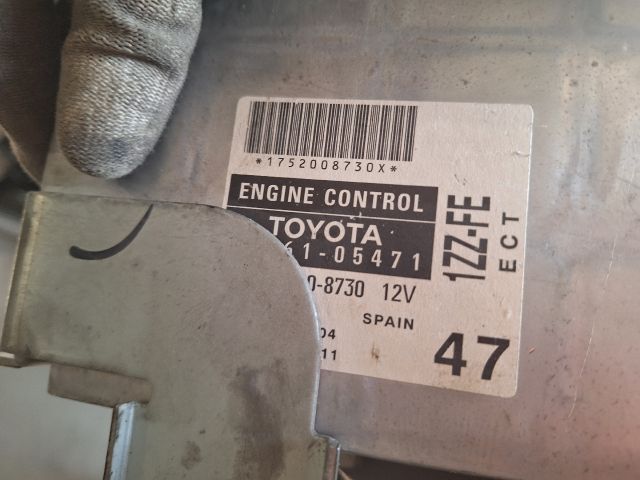 *1752008730X*
ENGINE CONTROL
TOYOTA
61-05471
0-8730 12V
SPAIN
04
11
47
1ZZ-FE
ECT